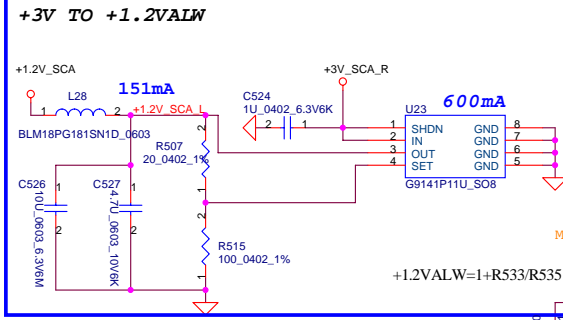 +3V TO +1.2VALW
+1.2V_SCA
L28
1
2
151mA
+1.2V_SCA_L
BLM18PG181SN1D_0603
+3V_SCA_R
C524
1U_0402_6.3V6K
2
1
U23
600mA
1 SHDN GND 8
2 IN GND 7
3 OUT GND 6
4 SET GND 5
G9141P11U_SO8
R507
20_0402_1%
2
1
C526
10U_0603_6.3V6M
1
2
C527
4.7U_0603_10V6K
1
2
R515
100_0402_1%
2
1
M
+1.2VALW=1+R533/R535